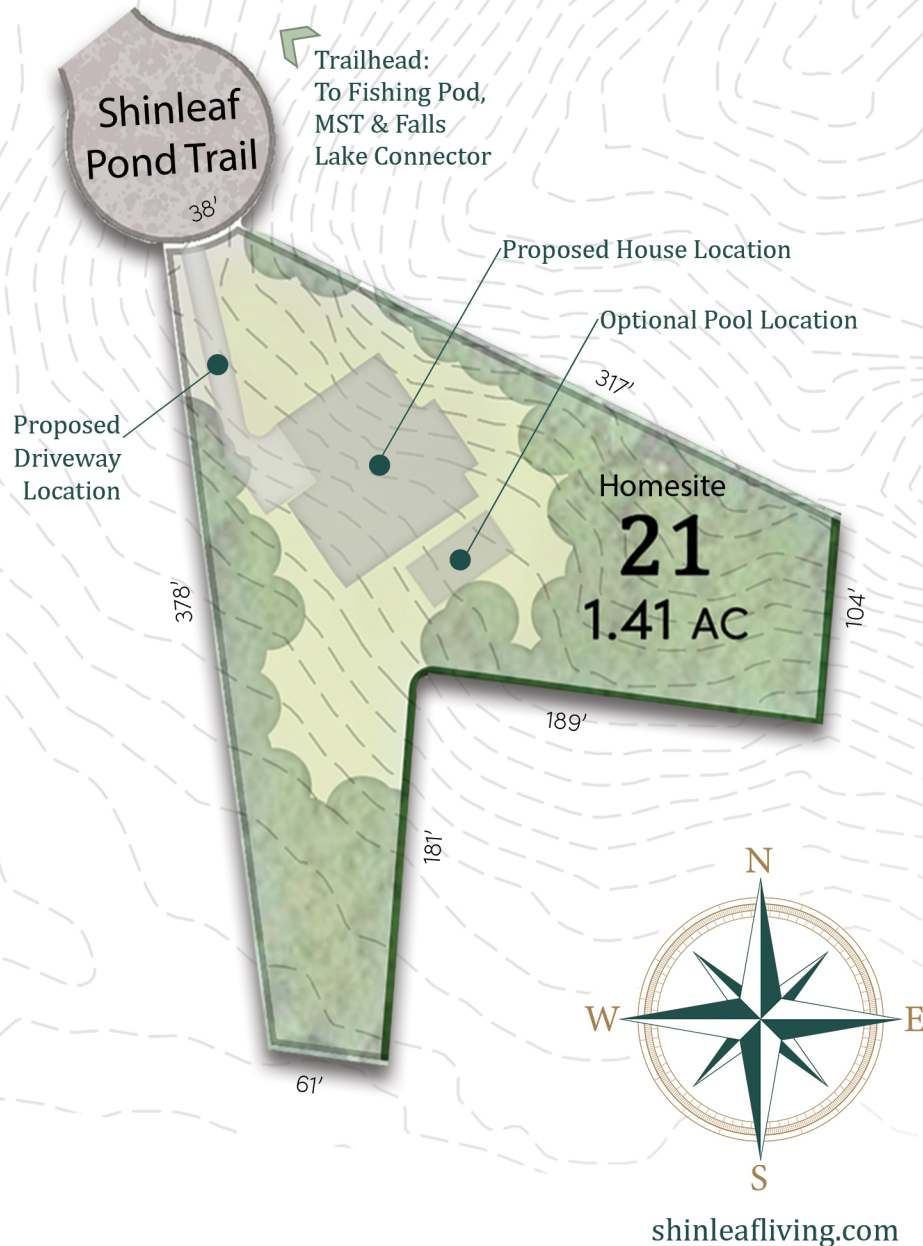 Shinleaf
Pond Trail
38’
Trailhead:
To Fishing Pod,
MST & Falls
Lake Connector
Proposed House Location
Optional Pool Location
317’
Proposed
Driveway
Location
Homesite
21
1.41 AC
378’
104’
189’
181’
61’
N
W
E
S
shinleafliving.com